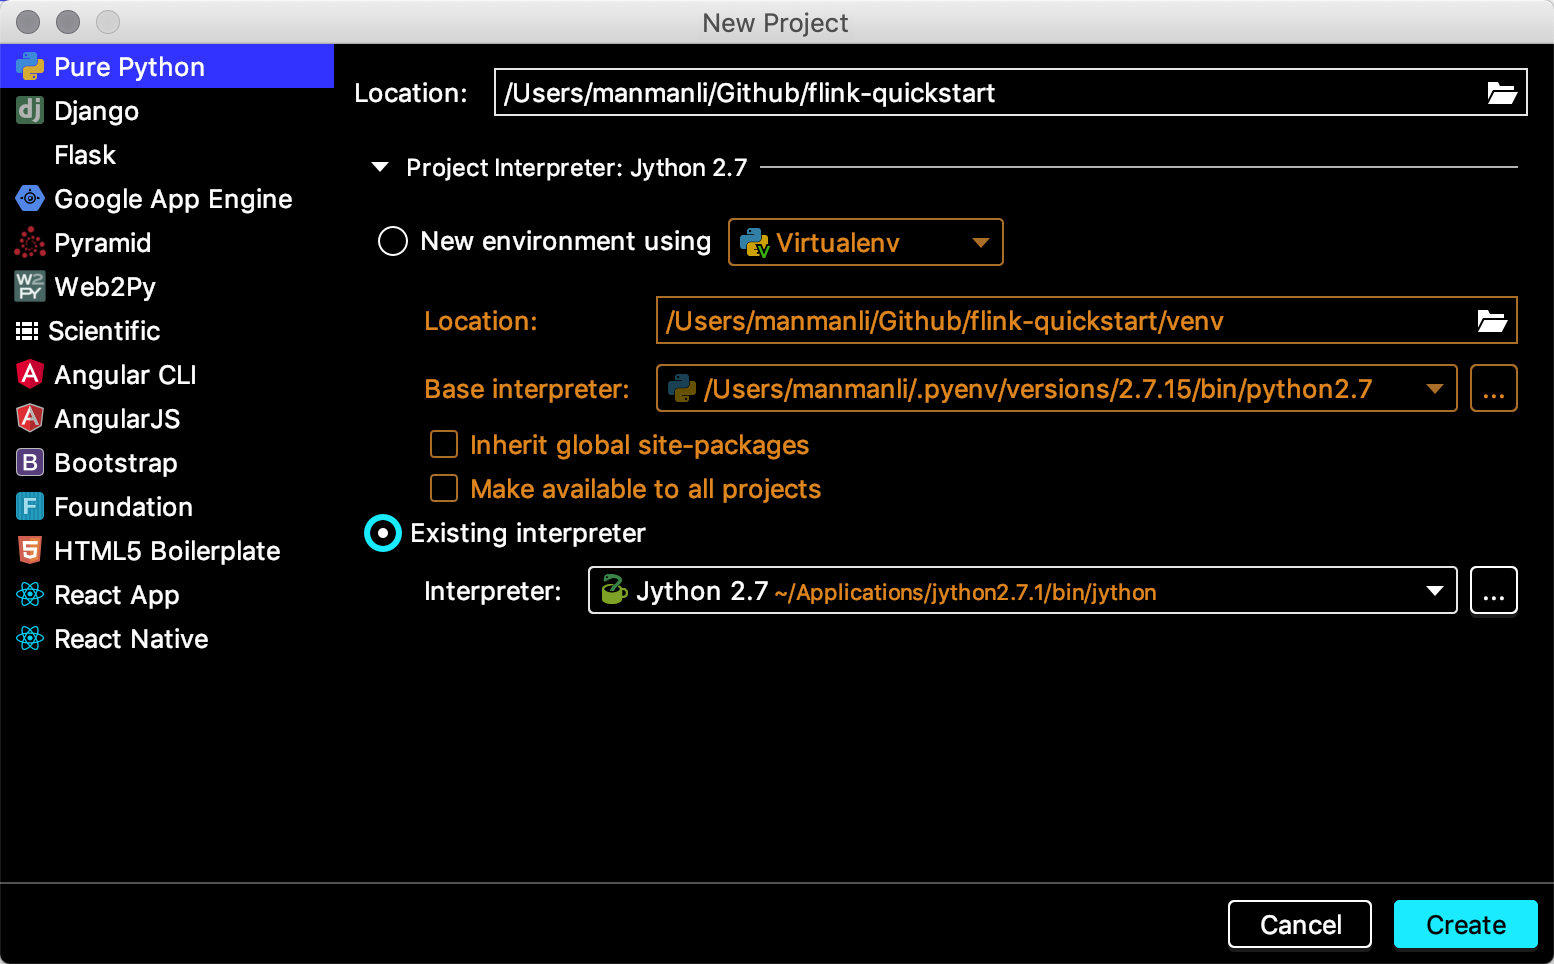 New Project
Pure Python
dj Django
Flask
Google App Engine
Pyramid
W2PY Web2Py
Scientific
A Angular CLI
A AngularJS
B Bootstrap
F Foundation
5 HTML5 Boilerplate
React App
React Native
Location: /Users/manmanli/Github/flink-quickstart
Project Interpreter: Jython 2.7
New environment using V Virtualenv
Location: /Users/manmanli/Github/flink-quickstart/venv
Base interpreter: /Users/manmanli/.pyenv/versions/2.7.15/bin/python2.7 ...
Inherit global site-packages
Make available to all projects
Existing interpreter
Interpreter: Jython 2.7 ~/Applications/jython2.7.1/bin/jython ...
Cancel Create